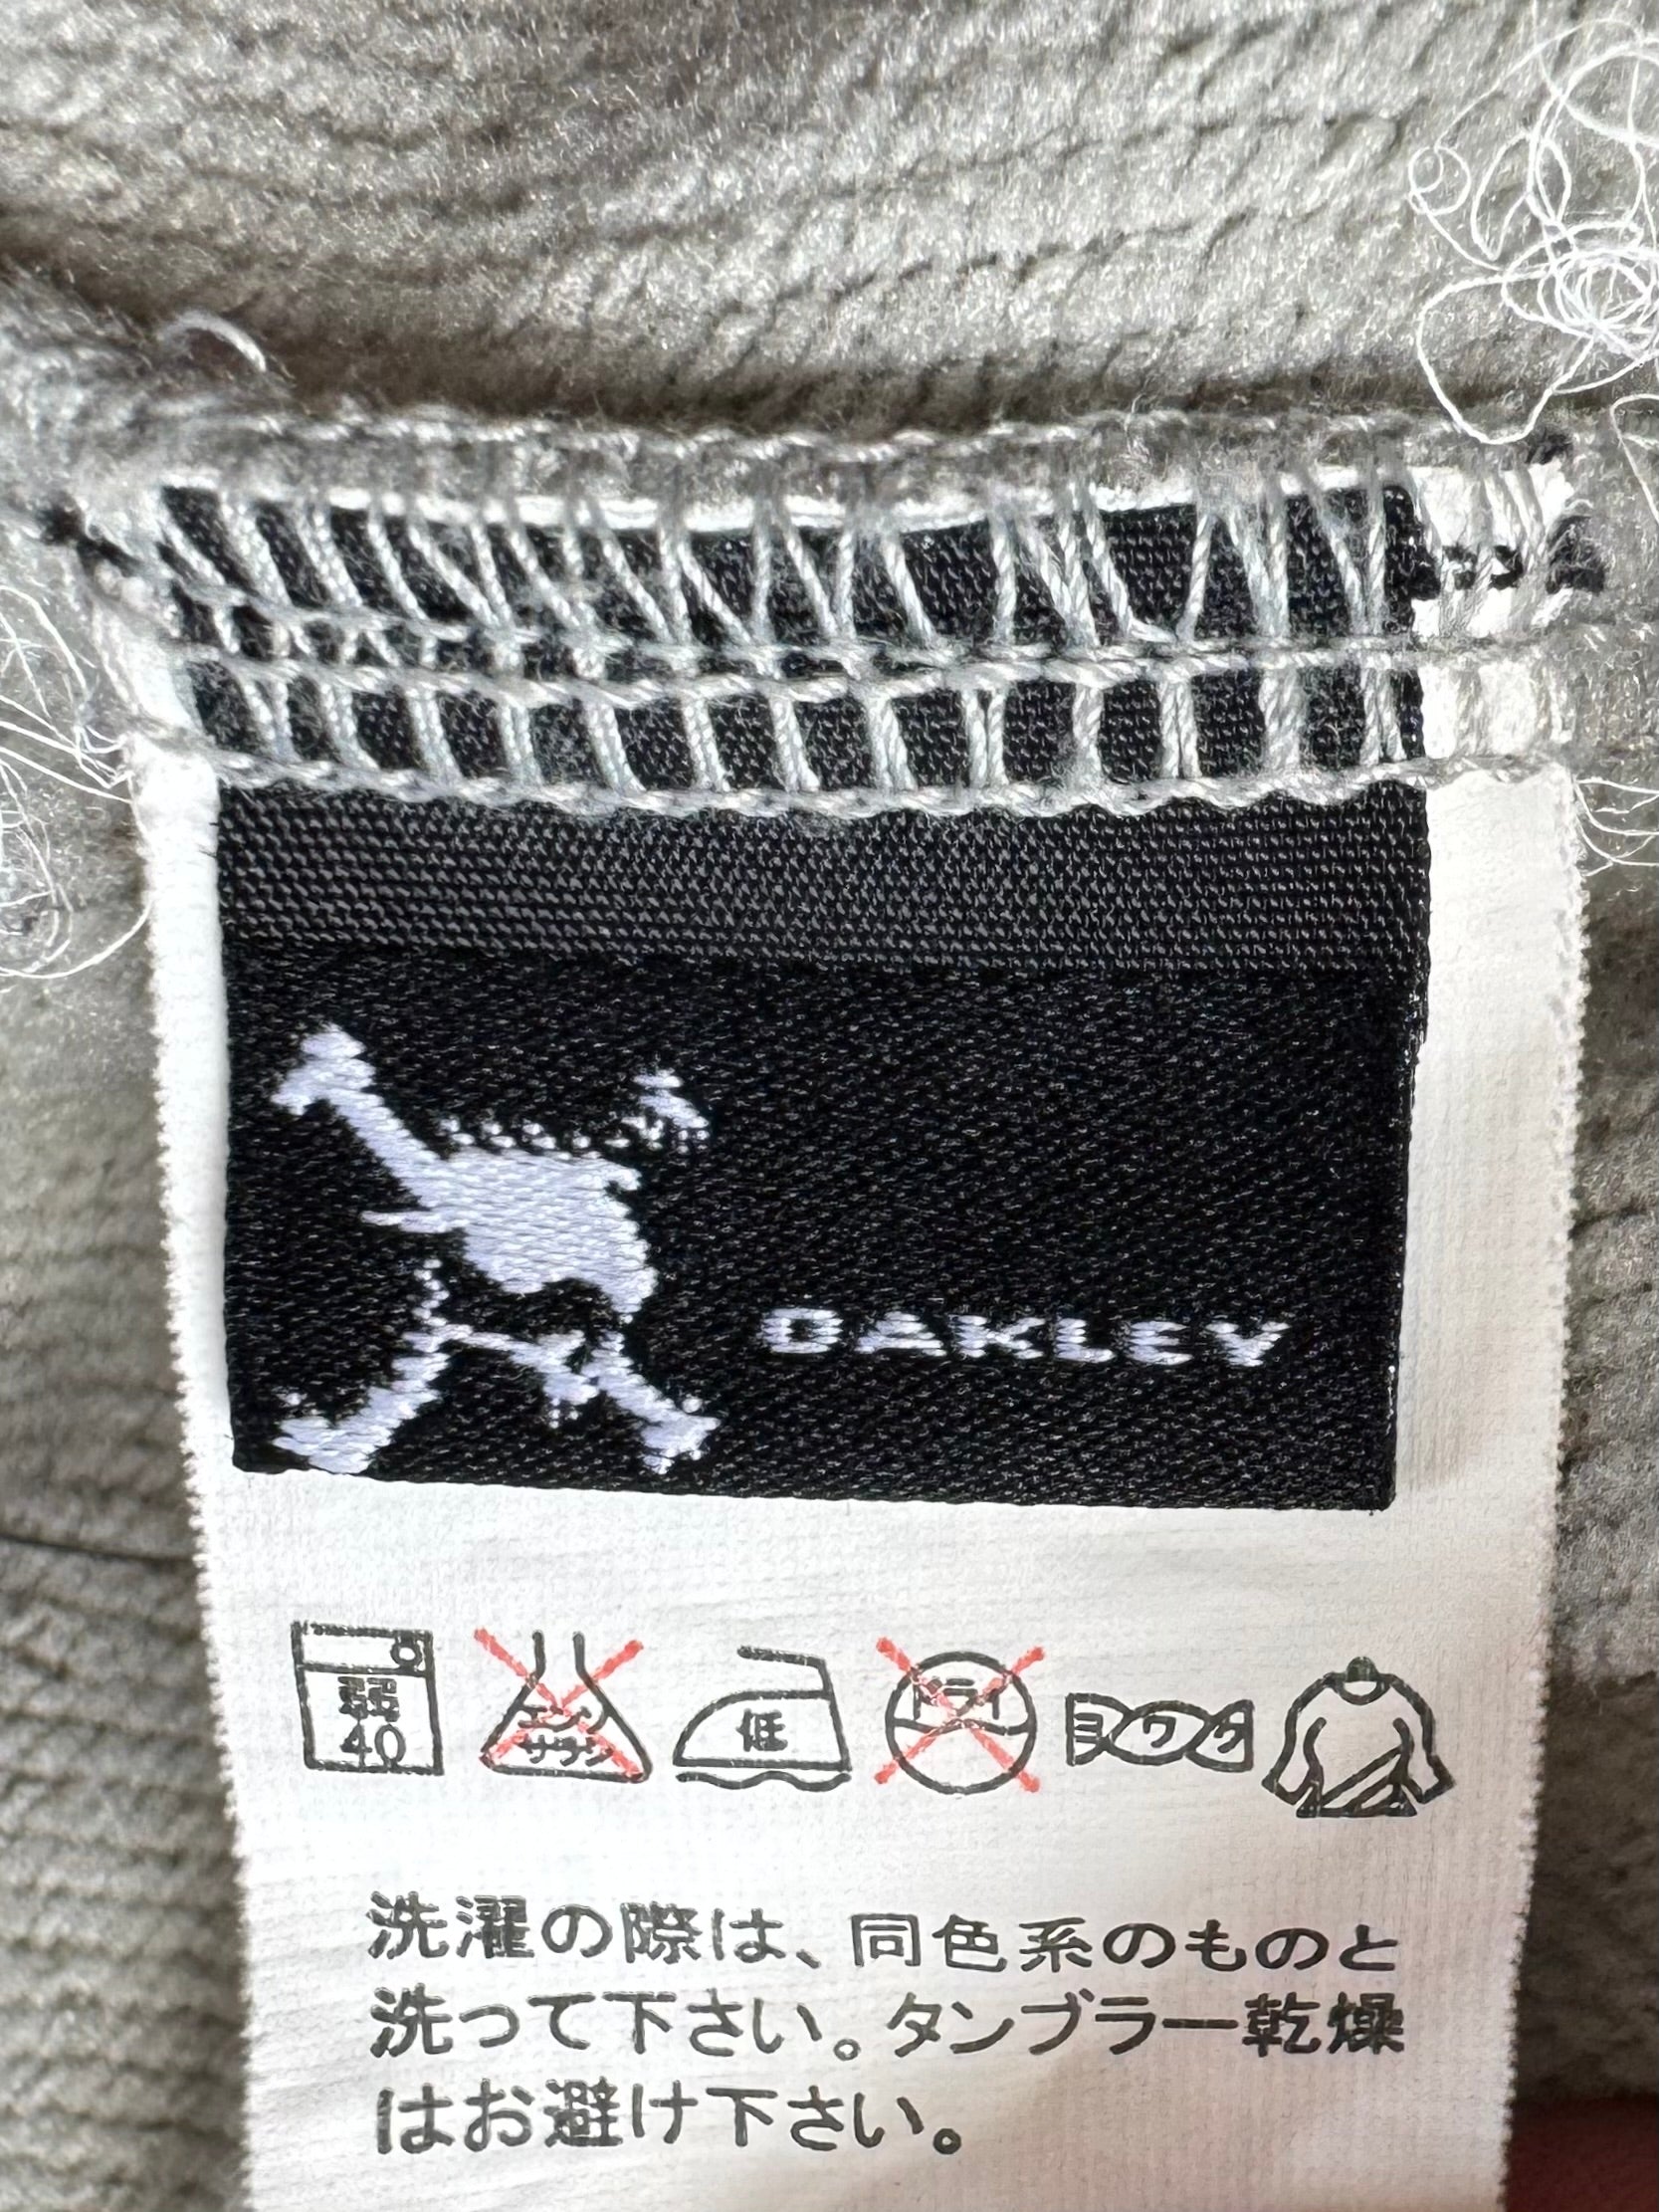 OAKLEY
弱
40
エンソ
サラシ
低
ドライ
ヨワク
洗濯の際は、同色系のものと
洗って下さい。タンブラー乾燥
はお避け下さい。